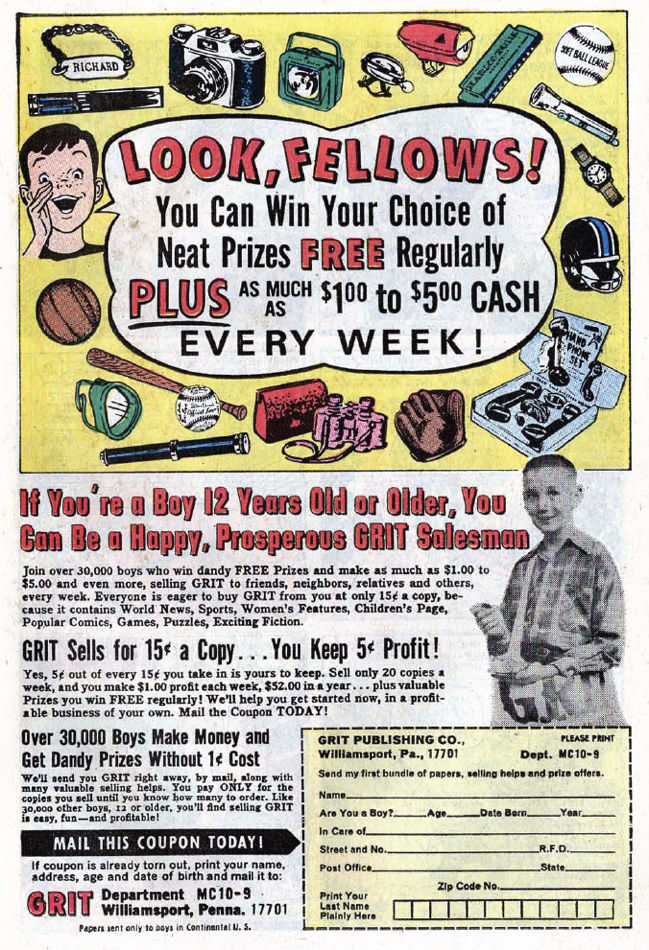 RICHARD
SOFT BALL LEAGUE
LOOK, FELLOWS!
You Can Win Your Choice of
Neat Prizes FREE Regularly
PLUS AS MUCH AS $1.00 to $5.00 CASH
EVERY WEEK!
HAND PHONE SET
Official League
If You're a Boy 12 Years Old or Older, You
Can Be a Happy, Prosperous GRIT Salesman
Join over 30,000 boys who win dandy FREE Prizes and make as much as $1.00 to
$5.00 and even more, selling GRIT to friends, neighbors, relatives and others,
every week. Everyone is eager to buy GRIT from you at only 15¢ a copy, be-
cause it contains World News, Sports, Women's Features, Children's Page,
Popular Comics, Games, Puzzles, Exciting Fiction.
GRIT Sells for 15¢ a Copy...You Keep 5¢ Profit!
Yes, 5¢ out of every 15¢ you take in is yours to keep. Sell only 20 copies a
week, and you make $1.00 profit each week, $52.00 in a year... plus valuable
Prizes you win FREE regularly! We'll help you get started now, in a profit-
able business of your own. Mail the Coupon TODAY!
Over 30,000 Boys Make Money and
Get Dandy Prizes Without 1¢ Cost
We'll send you GRIT right away, by mail, along with
many valuable selling helps. You pay ONLY for the
copies you sell until you know how many to order. Like
30,000 other boys, 12 or older, you'll find selling GRIT
is easy, fun—and profitable!
MAIL THIS COUPON TODAY!
If coupon is already torn out, print your name,
address, age and date of birth and mail it to:
GRIT Department MC10-9
Williamsport, Penna. 17701
Papers sent only to boys in Continental U. S.
GRIT PUBLISHING CO., PLEASE PRINT
Williamsport, Pa., 17701 Dept. MC10-9
Send my first bundle of papers, selling helps and prize offers.
Name
Are You a Boy? Age Date Born Year
In Care of
Street and No. R.F.D.
Post Office State
Zip Code No.
Print Your
Last Name
Plainly Here